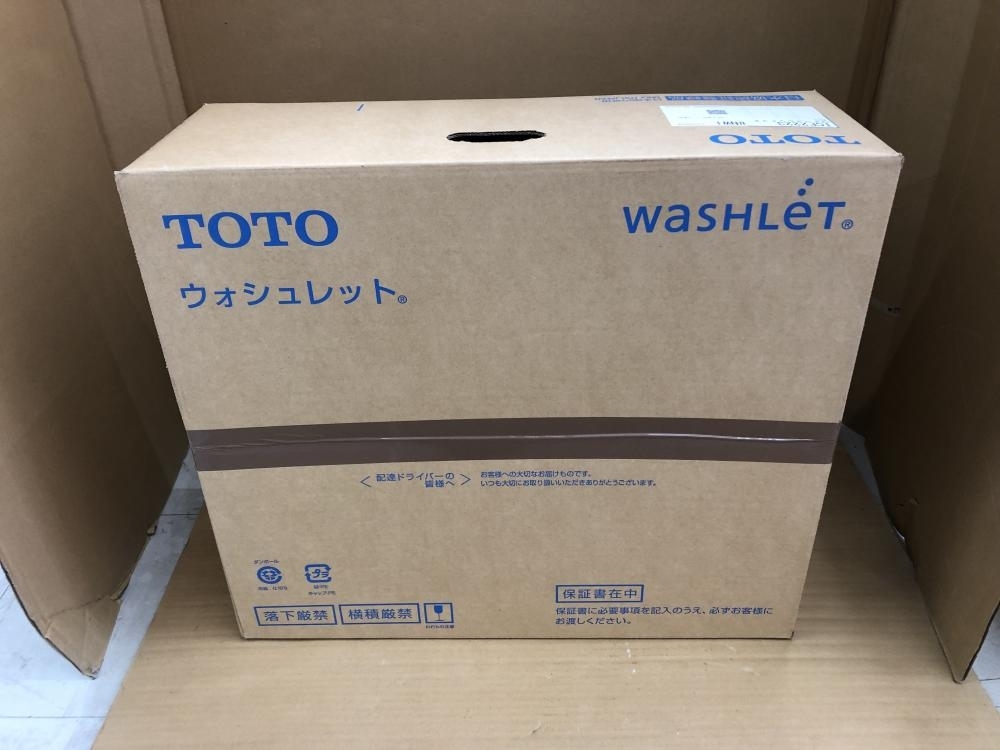 TOTO
TOTO
WASHLET®
ウォシュレット®
＜配達ドライバーの皆様へ＞
お客様への大切なお届けものです。
いつも大切にお取り扱いいただきありがとうございます。
ダンボール
落下厳禁
横積厳禁
保証書在中
保証書に必要事項を記入のうえ、必ずお客様に
お渡しください。